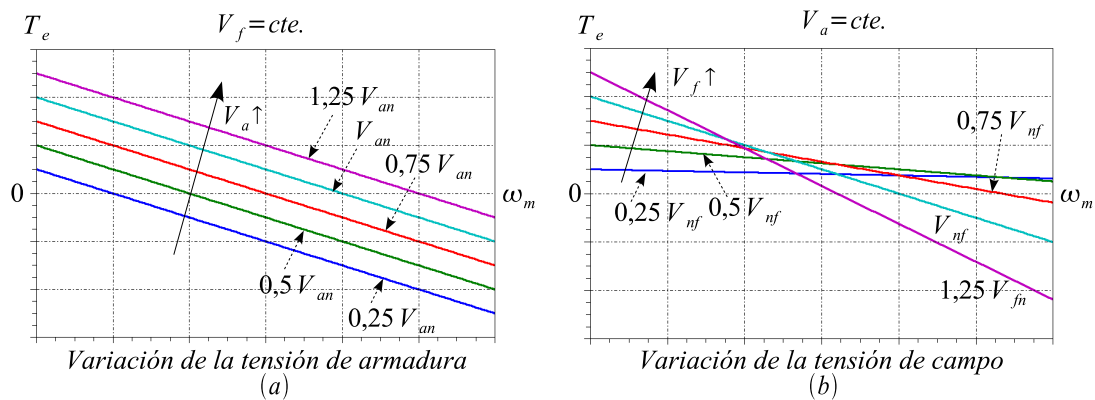 T_e
V_f = cte.
1,25 V_an
V_a ↑
V_an
0,75 V_an
0
ω_m
0,5 V_an
0,25 V_an
Variación de la tensión de armadura
(a)
T_e
V_a = cte.
V_f ↑
0,75 V_nf
0
ω_m
0,25 V_nf
0,5 V_nf
V_nf
1,25 V_fn
Variación de la tensión de campo
(b)